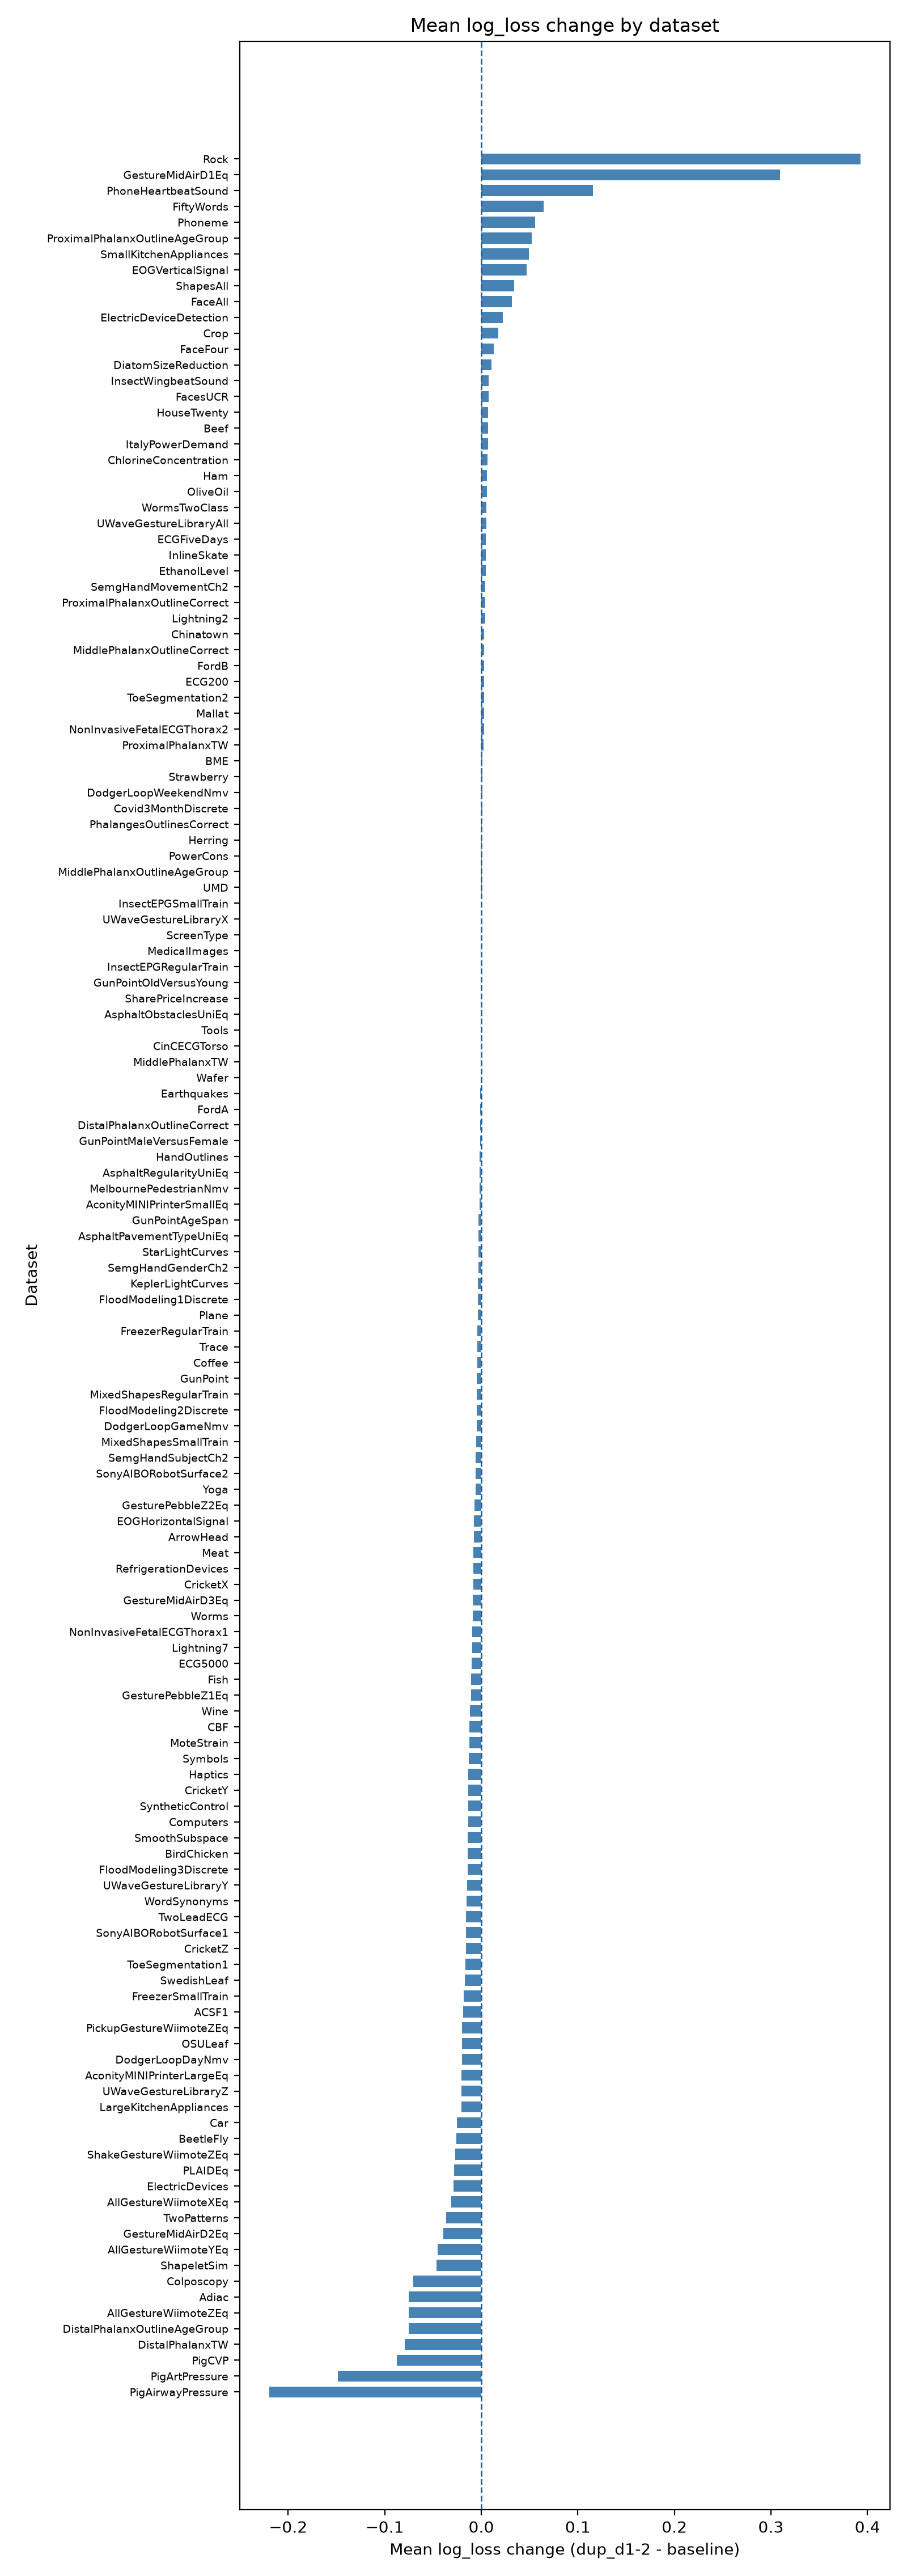 Mean log_loss change by dataset
Rock
GestureMidAirD1Eq
PhoneHeartbeatSound
FiftyWords
Phoneme
ProximalPhalanxOutlineAgeGroup
SmallKitchenAppliances
EOGVerticalSignal
ShapesAll
FaceAll
ElectricDeviceDetection
Crop
FaceFour
DiatomSizeReduction
InsectWingbeatSound
FacesUCR
HouseTwenty
Beef
ItalyPowerDemand
ChlorineConcentration
Ham
OliveOil
WormsTwoClass
UWaveGestureLibraryAll
ECGFiveDays
InlineSkate
EthanolLevel
SemgHandMovementCh2
ProximalPhalanxOutlineCorrect
Lightning2
Chinatown
MiddlePhalanxOutlineCorrect
FordB
ECG200
ToeSegmentation2
Mallat
NonInvasiveFetalECGThorax2
ProximalPhalanxTW
BME
Strawberry
DodgerLoopWeekendNmv
Covid3MonthDiscrete
PhalangesOutlinesCorrect
Herring
PowerCons
MiddlePhalanxOutlineAgeGroup
UMD
InsectEPGSmallTrain
UWaveGestureLibraryX
ScreenType
MedicalImages
InsectEPGRegularTrain
GunPointOldVersusYoung
SharePriceIncrease
AsphaltObstaclesUniEq
Tools
CinCECGTorso
MiddlePhalanxTW
Wafer
Earthquakes
FordA
DistalPhalanxOutlineCorrect
GunPointMaleVersusFemale
HandOutlines
AsphaltRegularityUniEq
MelbournePedestrianNmv
AconityMINIPrinterSmallEq
GunPointAgeSpan
AsphaltPavementTypeUniEq
StarLightCurves
SemgHandGenderCh2
KeplerLightCurves
FloodModeling1Discrete
Plane
FreezerRegularTrain
Trace
Coffee
GunPoint
MixedShapesRegularTrain
FloodModeling2Discrete
DodgerLoopGameNmv
MixedShapesSmallTrain
SemgHandSubjectCh2
SonyAIBORobotSurface2
Yoga
GesturePebbleZ2Eq
EOGHorizontalSignal
ArrowHead
Meat
RefrigerationDevices
CricketX
GestureMidAirD3Eq
Worms
NonInvasiveFetalECGThorax1
Lightning7
ECG5000
Fish
GesturePebbleZ1Eq
Wine
CBF
MoteStrain
Symbols
Haptics
CricketY
SyntheticControl
Computers
SmoothSubspace
BirdChicken
FloodModeling3Discrete
UWaveGestureLibraryY
WordSynonyms
TwoLeadECG
SonyAIBORobotSurface1
CricketZ
ToeSegmentation1
SwedishLeaf
FreezerSmallTrain
ACSF1
PickupGestureWiimoteZEq
OSULeaf
DodgerLoopDayNmv
AconityMINIPrinterLargeEq
UWaveGestureLibraryZ
LargeKitchenAppliances
Car
BeetleFly
ShakeGestureWiimoteZEq
PLAIDEq
ElectricDevices
AllGestureWiimoteXEq
TwoPatterns
GestureMidAirD2Eq
AllGestureWiimoteYEq
ShapeletSim
Colposcopy
Adiac
AllGestureWiimoteZEq
DistalPhalanxOutlineAgeGroup
DistalPhalanxTW
PigCVP
PigArtPressure
PigAirwayPressure
Dataset
−0.2 −0.1 0.0 0.1 0.2 0.3 0.4
Mean log_loss change (dup_d1-2 - baseline)